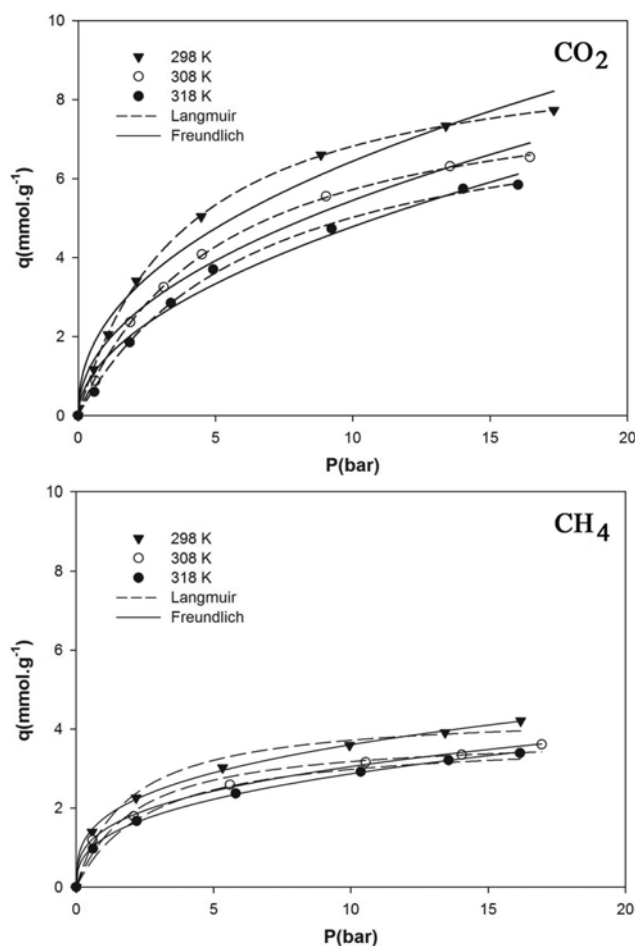 CO2
298 K
308 K
318 K
Langmuir
Freundlich
10
8
6
4
2
0
q(mmol.g-1)
0 5 10 15 20
P(bar)
CH4
298 K
308 K
318 K
Langmuir
Freundlich
10
8
6
4
2
0
q(mmol.g-1)
0 5 10 15 20
P(bar)